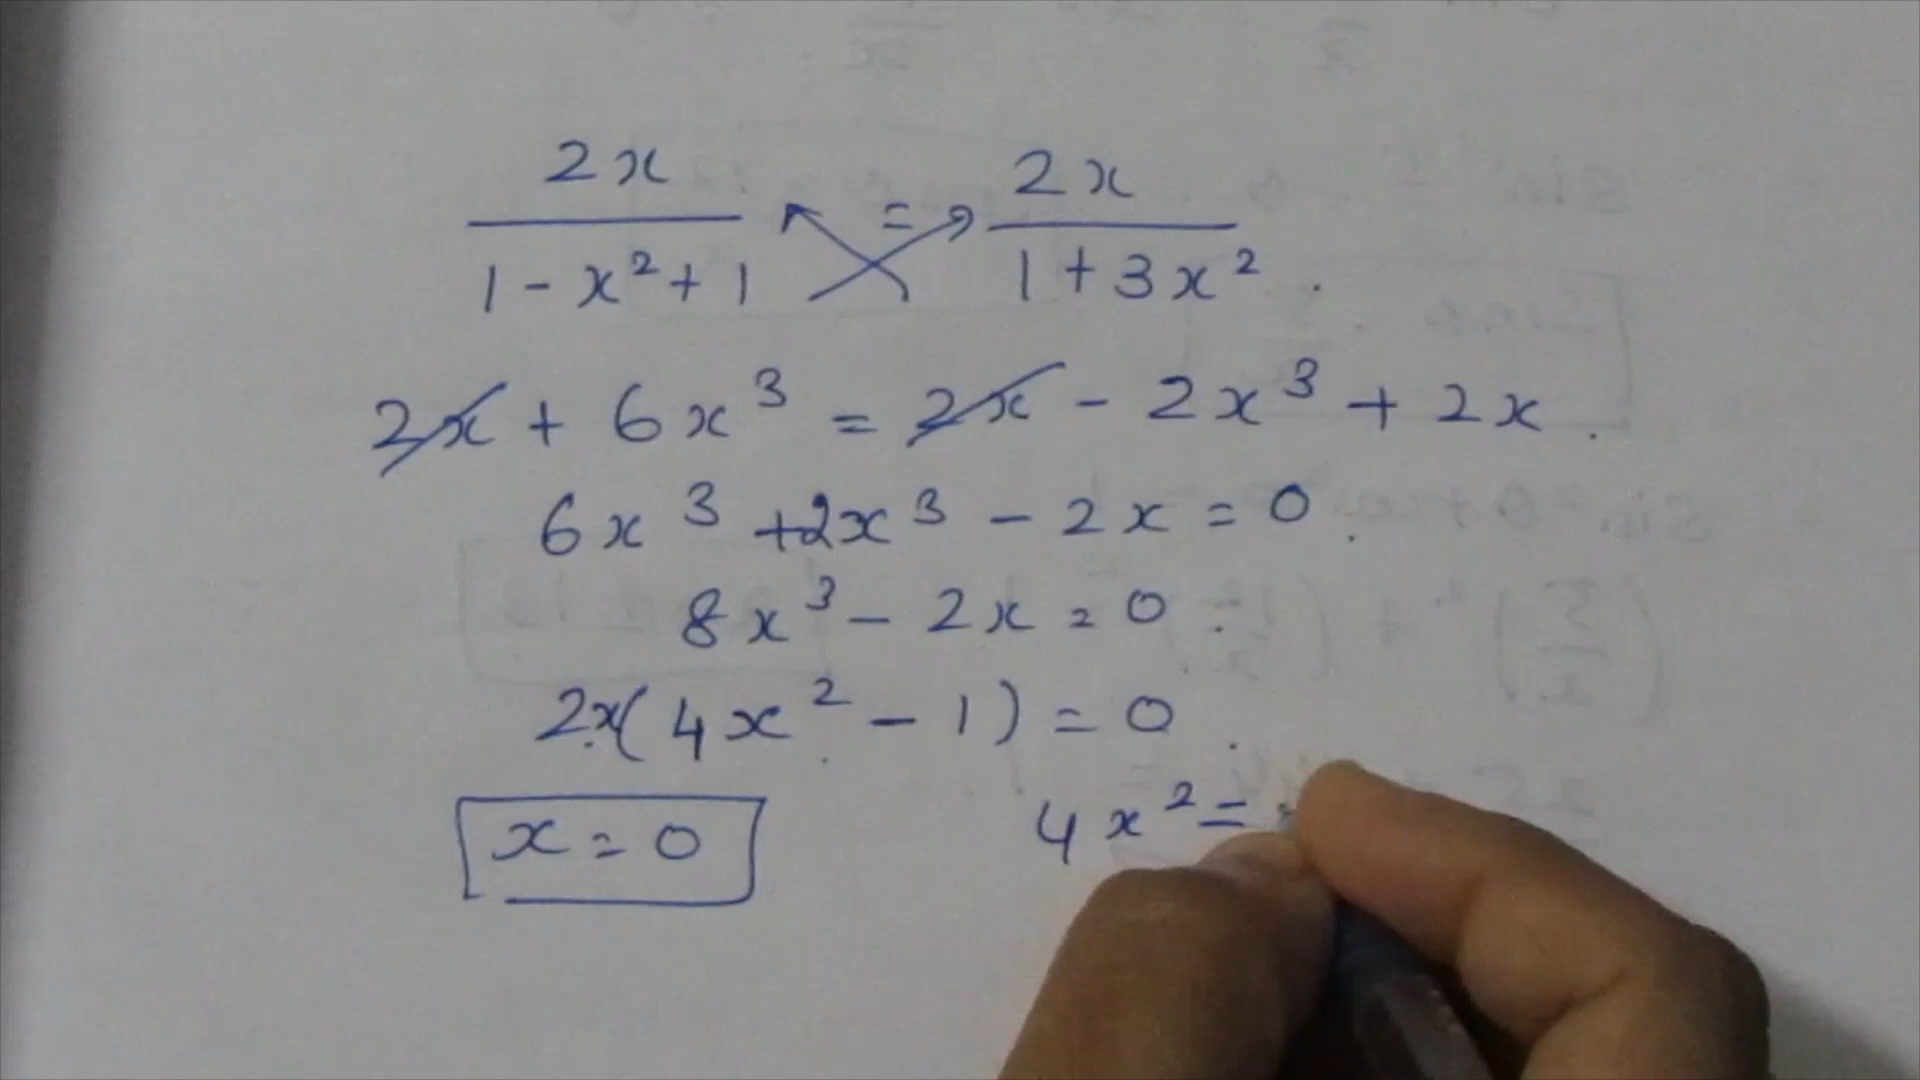 2x / 1 - x² + 1 = 2x / 1 + 3x² .
2x + 6x³ = 2x - 2x³ + 2x .
6x³ + 2x³ - 2x = 0 .
8x³ - 2x = 0 .
2x(4x² - 1) = 0 .
x = 0 4x² =